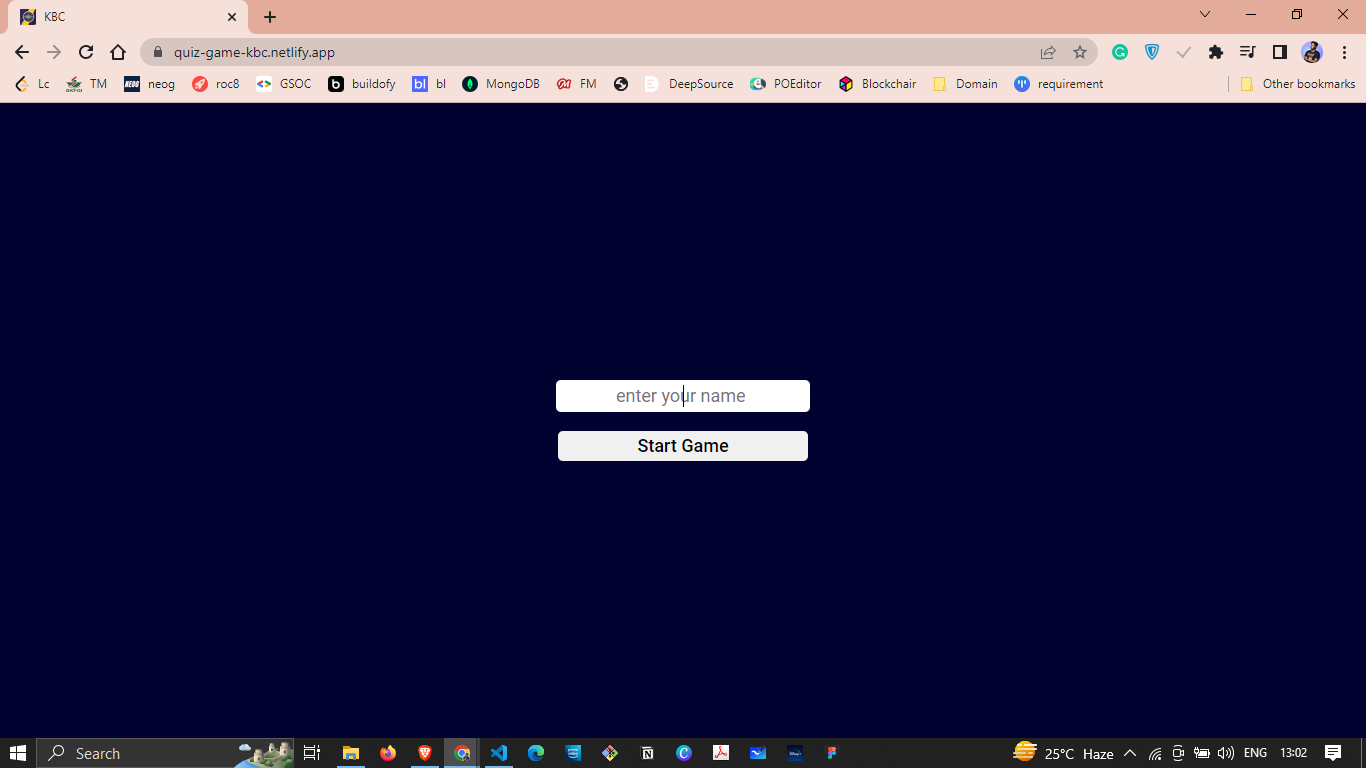 KBC
quiz-game-kbc.netlify.app
Lc TM neog roc8 GSOC buildofy bl MongoDB FM DeepSource POEditor Blockchair Domain requirement Other bookmarks
enter your name
Start Game
Search 25°C Haze ENG 13:02